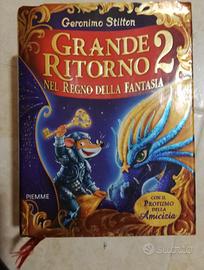 Geronimo Stilton
GRANDE
RITORNO 2
NEL REGNO DELLA FANTASIA
PIEMME
CON IL
PROFUMO
DELLA
Amicizia
subito